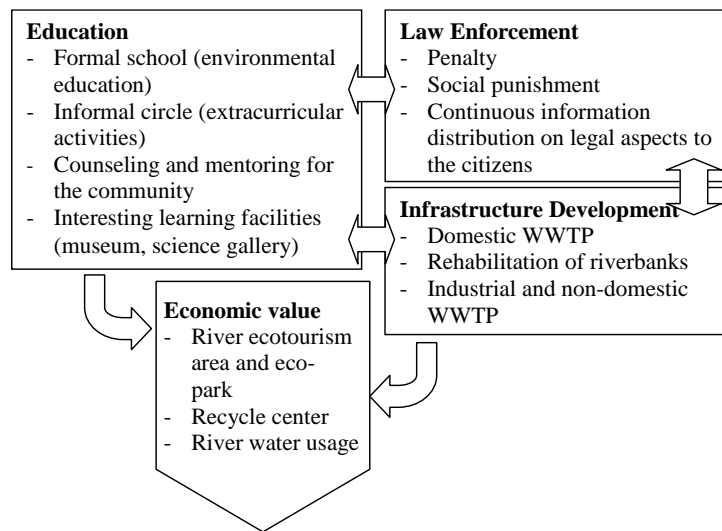 Education
- Formal school (environmental
education)
- Informal circle (extracurricular
activities)
- Counseling and mentoring for
the community
- Interesting learning facilities
(museum, science gallery)
Law Enforcement
- Penalty
- Social punishment
- Continuous information
distribution on legal aspects to
the citizens
Infrastructure Development
- Domestic WWTP
- Rehabilitation of riverbanks
- Industrial and non-domestic
WWTP
Economic value
- River ecotourism
area and eco-
park
- Recycle center
- River water usage